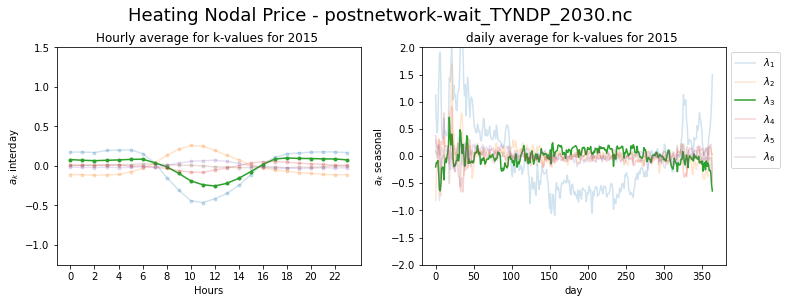 Heating Nodal Price - postnetwork-wait_TYNDP_2030.nc
Hourly average for k-values for 2015
1.5
1.0
0.5
0.0
−0.5
−1.0
a_k interday
0 2 4 6 8 10 12 14 16 18 20 22
Hours
daily average for k-values for 2015
2.0
1.5
1.0
0.5
0.0
−0.5
−1.0
−1.5
−2.0
a_k seasonal
0 50 100 150 200 250 300 350
day
λ₁
λ₂
λ₃
λ₄
λ₅
λ₆